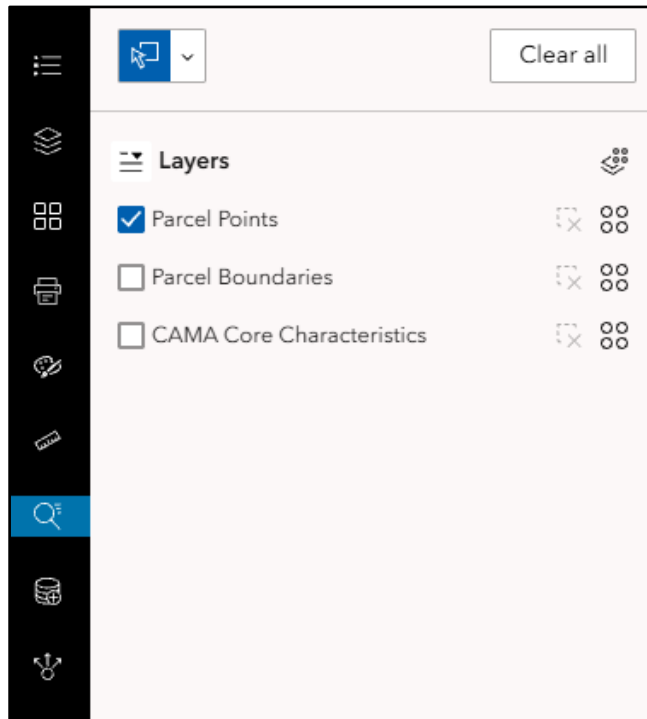 Clear all
Layers
Parcel Points
Parcel Boundaries
CAMA Core Characteristics